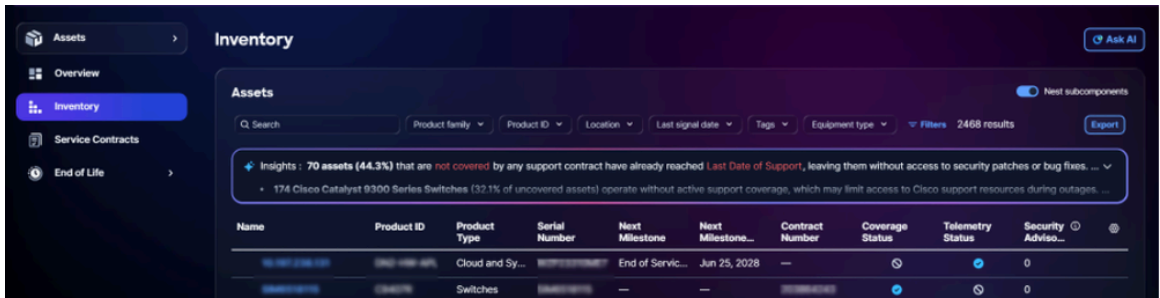 Assets
Inventory
Ask AI
Overview
Inventory
Service Contracts
End of Life
Assets
Nest subcomponents
Search
Product family
Product ID
Location
Last signal date
Tags
Equipment type
Filters
2468 results
Export
Insights : 70 assets (44.3%) that are not covered by any support contract have already reached Last Date of Support, leaving them without access to security patches or bug fixes. ...
• 174 Cisco Catalyst 9300 Series Switches (32.1% of uncovered assets) operate without active support coverage, which may limit access to Cisco support resources during outages. ...
Name Product ID Product Type Serial Number Next Milestone Next Milestone... Contract Number Coverage Status Telemetry Status Security Adviso...
Cloud and Sy... End of Servic... Jun 25, 2028 — 0
Switches — — 0